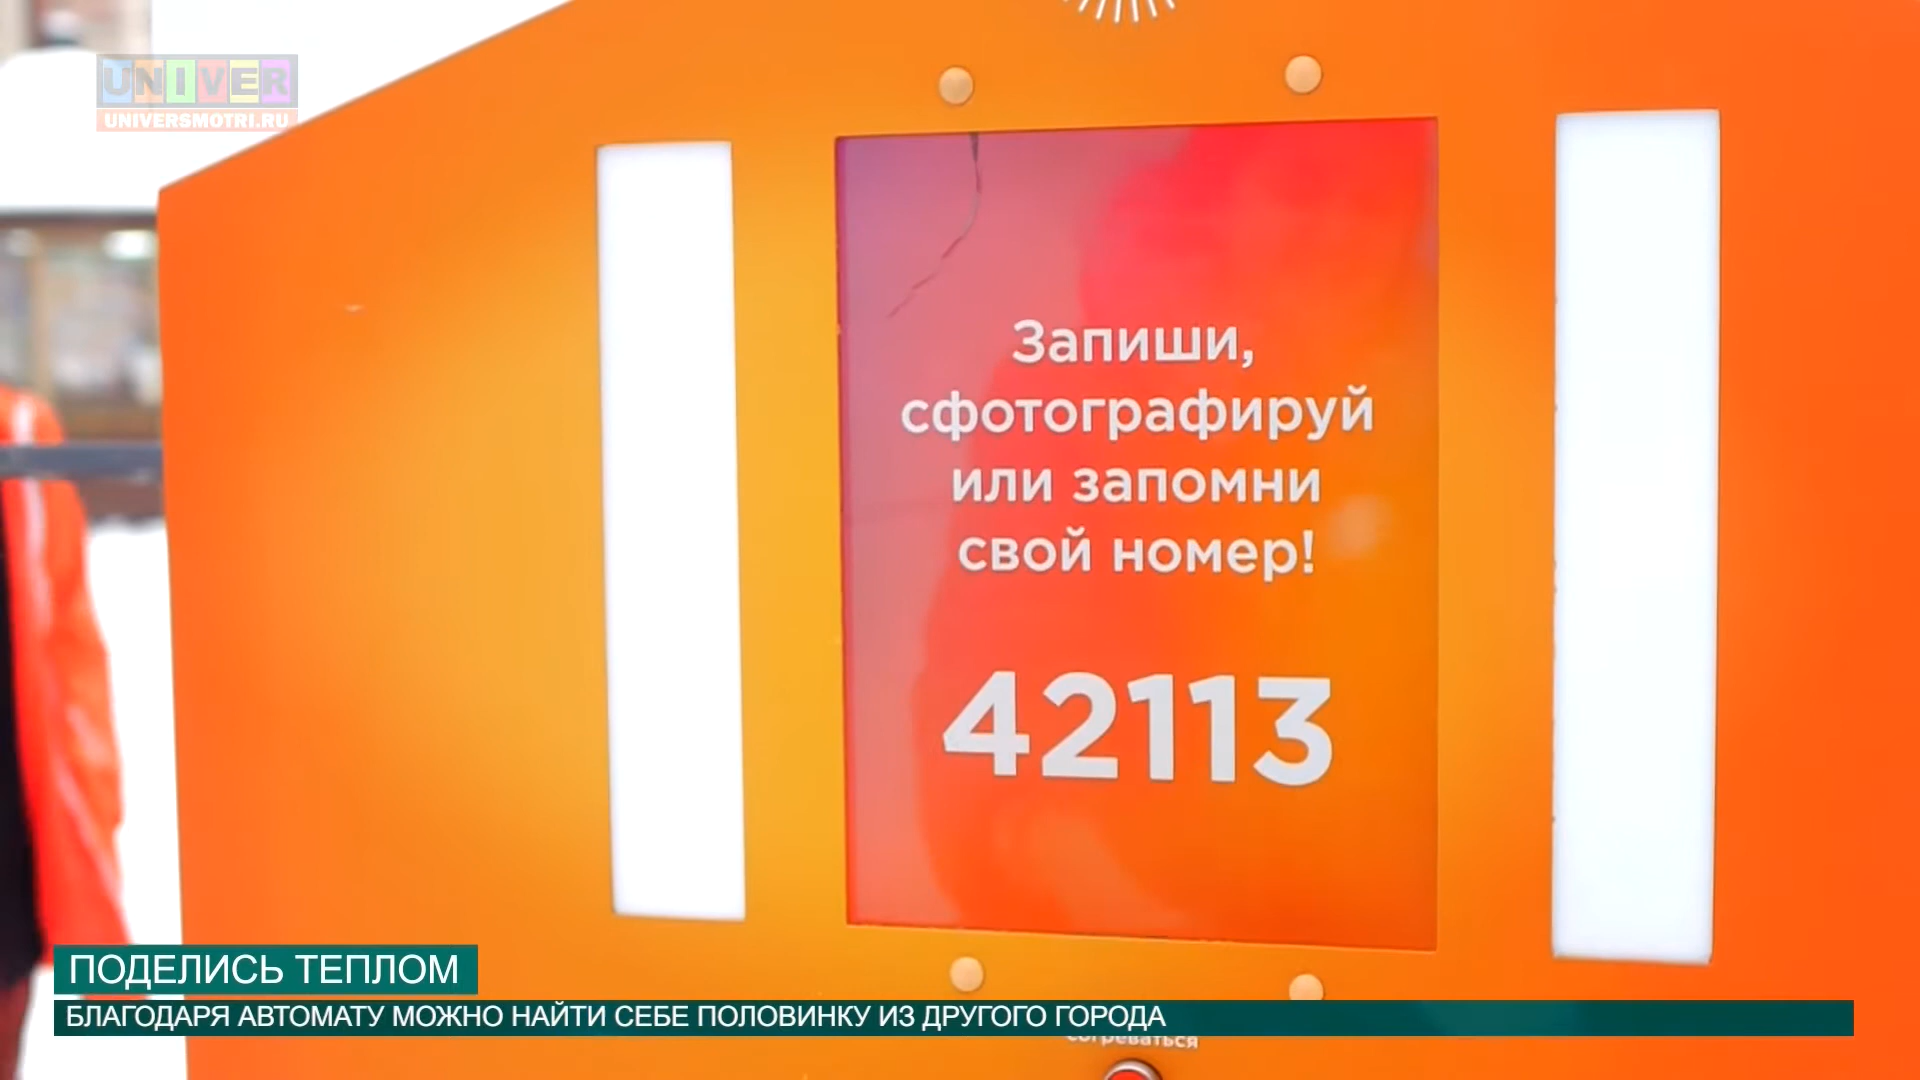 UNIVER
UNIVERSMOTRI.RU
Запиши,
сфотографируй
или запомни
свой номер!
42113
ПОДЕЛИСЬ ТЕПЛОМ
БЛАГОДАРЯ АВТОМАТУ МОЖНО НАЙТИ СЕБЕ ПОЛОВИНКУ ИЗ ДРУГОГО ГОРОДА
согреваться